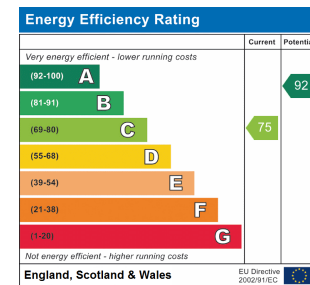 Energy Efficiency Rating
Current Potentia
Very energy efficient - lower running costs
(92-100) A
92
(81-91) B
(69-80) C
75
(55-68) D
(39-54) E
(21-38) F
(1-20) G
Not energy efficient - higher running costs
England, Scotland & Wales
EU Directive
2002/91/EC